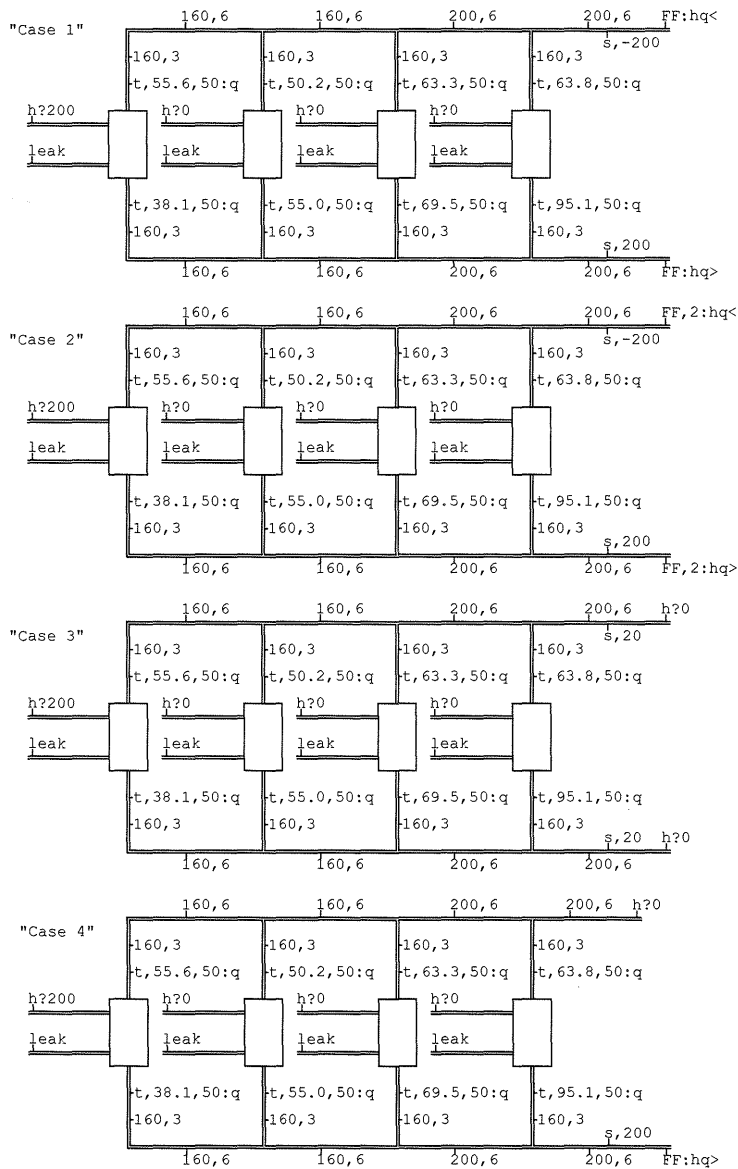 160,6 160,6 200,6 200,6 FF:hq<
"Case 1" s,-200
160,3 160,3 160,3 160,3
t,55.6,50:q t,50.2,50:q t,63.3,50:q t,63.8,50:q
h?200 h?0 h?0 h?0
leak leak leak leak
t,38.1,50:q t,55.0,50:q t,69.5,50:q t,95.1,50:q
160,3 160,3 160,3 160,3 s,200
160,6 160,6 200,6 200,6 FF:hq>
160,6 160,6 200,6 200,6 FF,2:hq<
"Case 2" s,-200
160,3 160,3 160,3 160,3
t,55.6,50:q t,50.2,50:q t,63.3,50:q t,63.8,50:q
h?200 h?0 h?0 h?0
leak leak leak leak
t,38.1,50:q t,55.0,50:q t,69.5,50:q t,95.1,50:q
160,3 160,3 160,3 160,3 s,200
160,6 160,6 200,6 200,6 FF,2:hq>
160,6 160,6 200,6 200,6 h?0
"Case 3" s,20
160,3 160,3 160,3 160,3
t,55.6,50:q t,50.2,50:q t,63.3,50:q t,63.8,50:q
h?200 h?0 h?0 h?0
leak leak leak leak
t,38.1,50:q t,55.0,50:q t,69.5,50:q t,95.1,50:q
160,3 160,3 160,3 160,3 s,20 h?0
160,6 160,6 200,6 200,6
160,6 160,6 200,6 200,6 h?0
"Case 4"
160,3 160,3 160,3 160,3
t,55.6,50:q t,50.2,50:q t,63.3,50:q t,63.8,50:q
h?200 h?0 h?0 h?0
leak leak leak leak
t,38.1,50:q t,55.0,50:q t,69.5,50:q t,95.1,50:q
160,3 160,3 160,3 160,3 s,200
160,6 160,6 200,6 200,6 FF:hq>